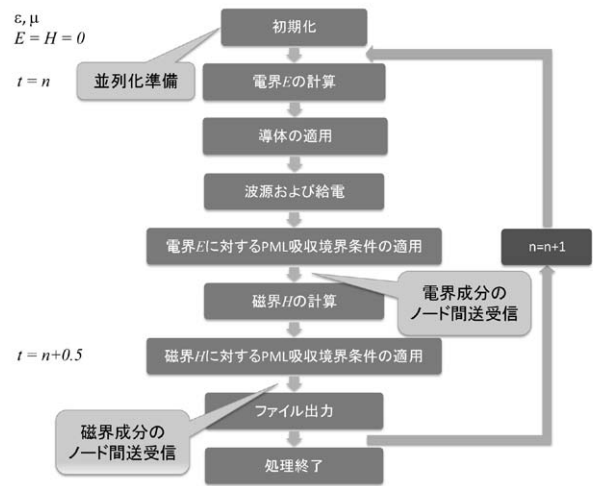 ε, μ
E = H = 0
初期化
並列化準備
t = n
電界Eの計算
導体の適用
波源および給電
電界Eに対するPML吸収境界条件の適用
n=n+1
電界成分の
ノード間送受信
磁界Hの計算
t = n+0.5
磁界Hに対するPML吸収境界条件の適用
磁界成分の
ノード間送受信
ファイル出力
処理終了